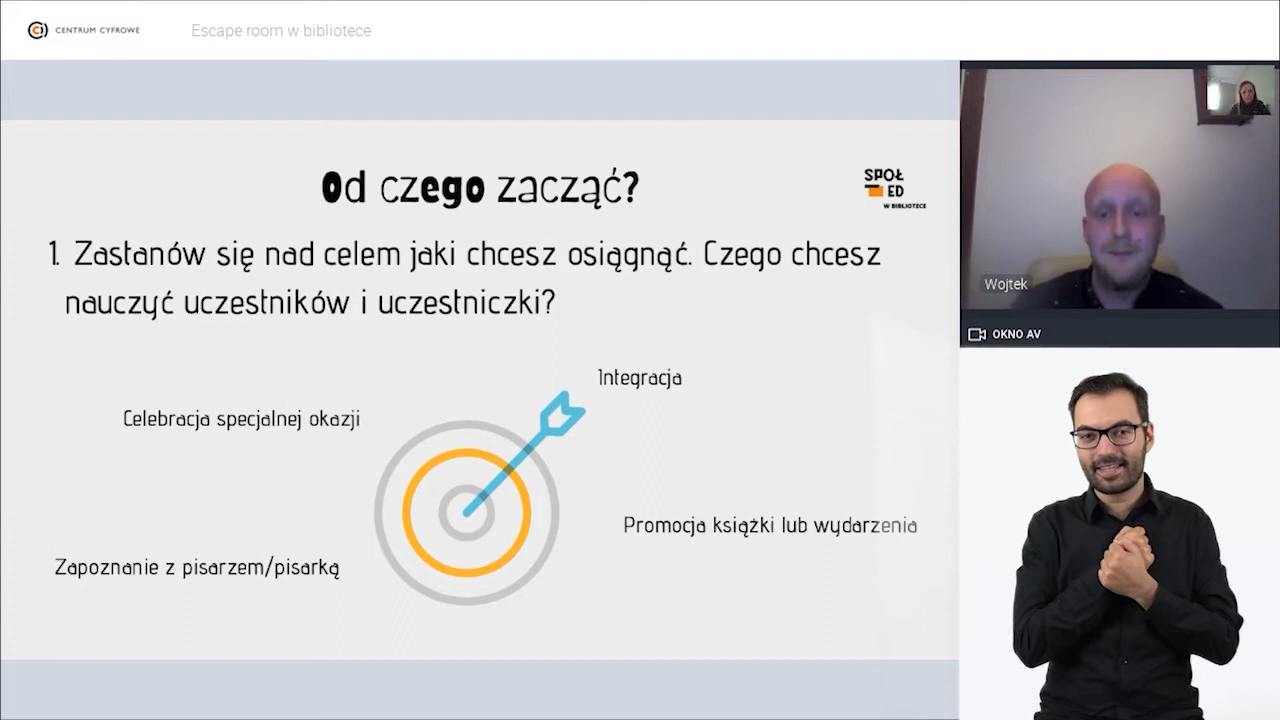 CENTRUM CYFROWE
Escape room w bibliotece
Od czego zacząć?
SPOŁ
ED
W BIBLIOTECE
1. Zastanów się nad celem jaki chcesz osiągnąć. Czego chcesz
nauczyć uczestników i uczestniczki?
Integracja
Celebracja specjalnej okazji
Promocja książki lub wydarzenia
Zapoznanie z pisarzem/pisarką
Wojtek
OKNO AV